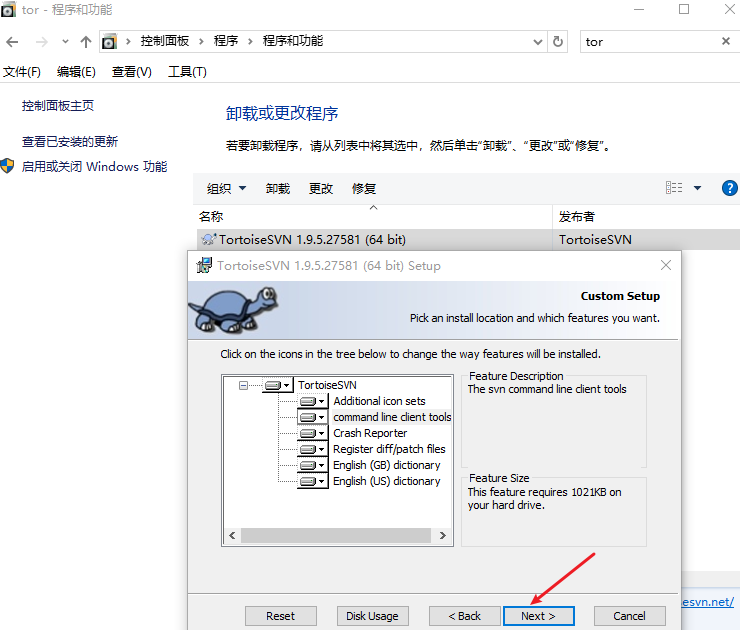 tor - 程序和功能
控制面板 › 程序 › 程序和功能
tor
文件(F) 编辑(E) 查看(V) 工具(T)
控制面板主页
查看已安装的更新
启用或关闭 Windows 功能
卸载或更改程序
若要卸载程序，请从列表中将其选中，然后单击“卸载”、“更改”或“修复”。
组织 卸载 更改 修复
名称 发布者
TortoiseSVN 1.9.5.27581 (64 bit) TortoiseSVN
TortoiseSVN 1.9.5.27581 (64 bit) Setup
Custom Setup
Pick an install location and which features you want.
Click on the icons in the tree below to change the way features will be installed.
TortoiseSVN
Additional icon sets
command line client tools
Crash Reporter
Register diff/patch files
English (GB) dictionary
English (US) dictionary
Feature Description
The svn command line client tools
Feature Size
This feature requires 1021KB on
your hard drive.
esvn.net/
Reset Disk Usage < Back Next > Cancel